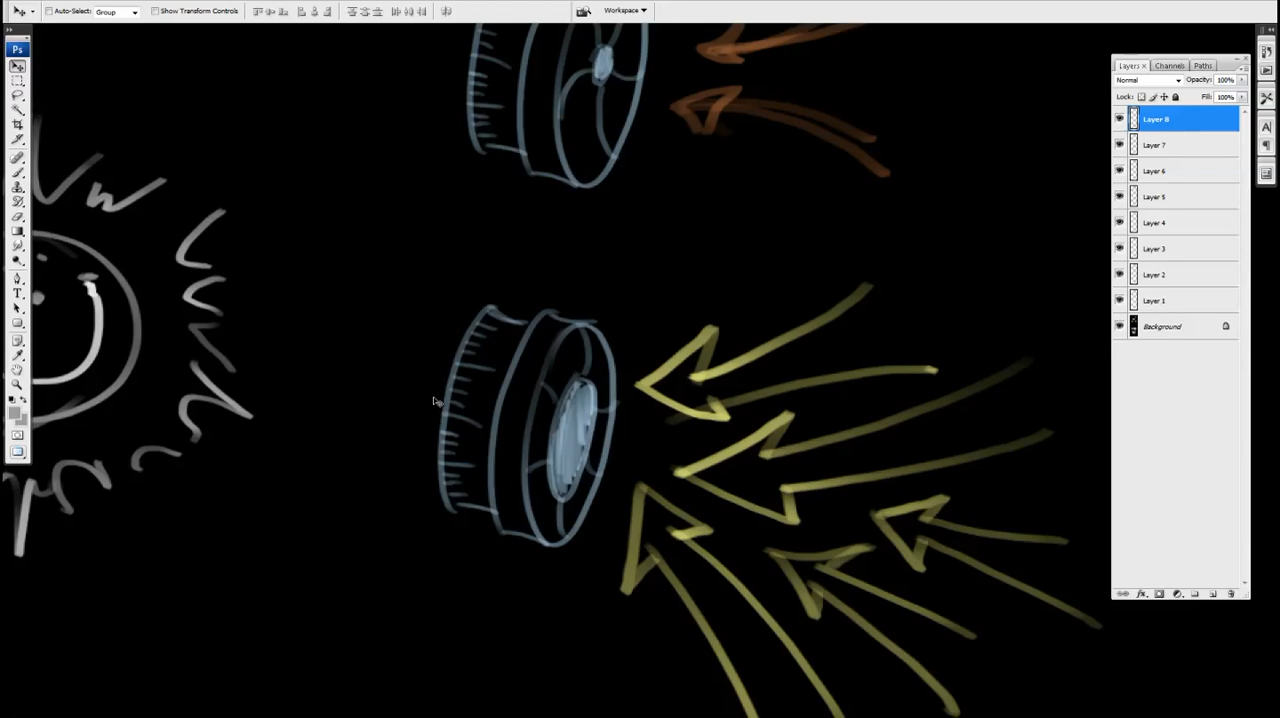 Auto-Select: Group Show Transform Controls Workspace
Ps
Layers Channels Paths
Normal Opacity: 100%
Lock: Fill: 100%
Layer 8
Layer 7
Layer 6
Layer 5
Layer 4
Layer 3
Layer 2
Layer 1
Background